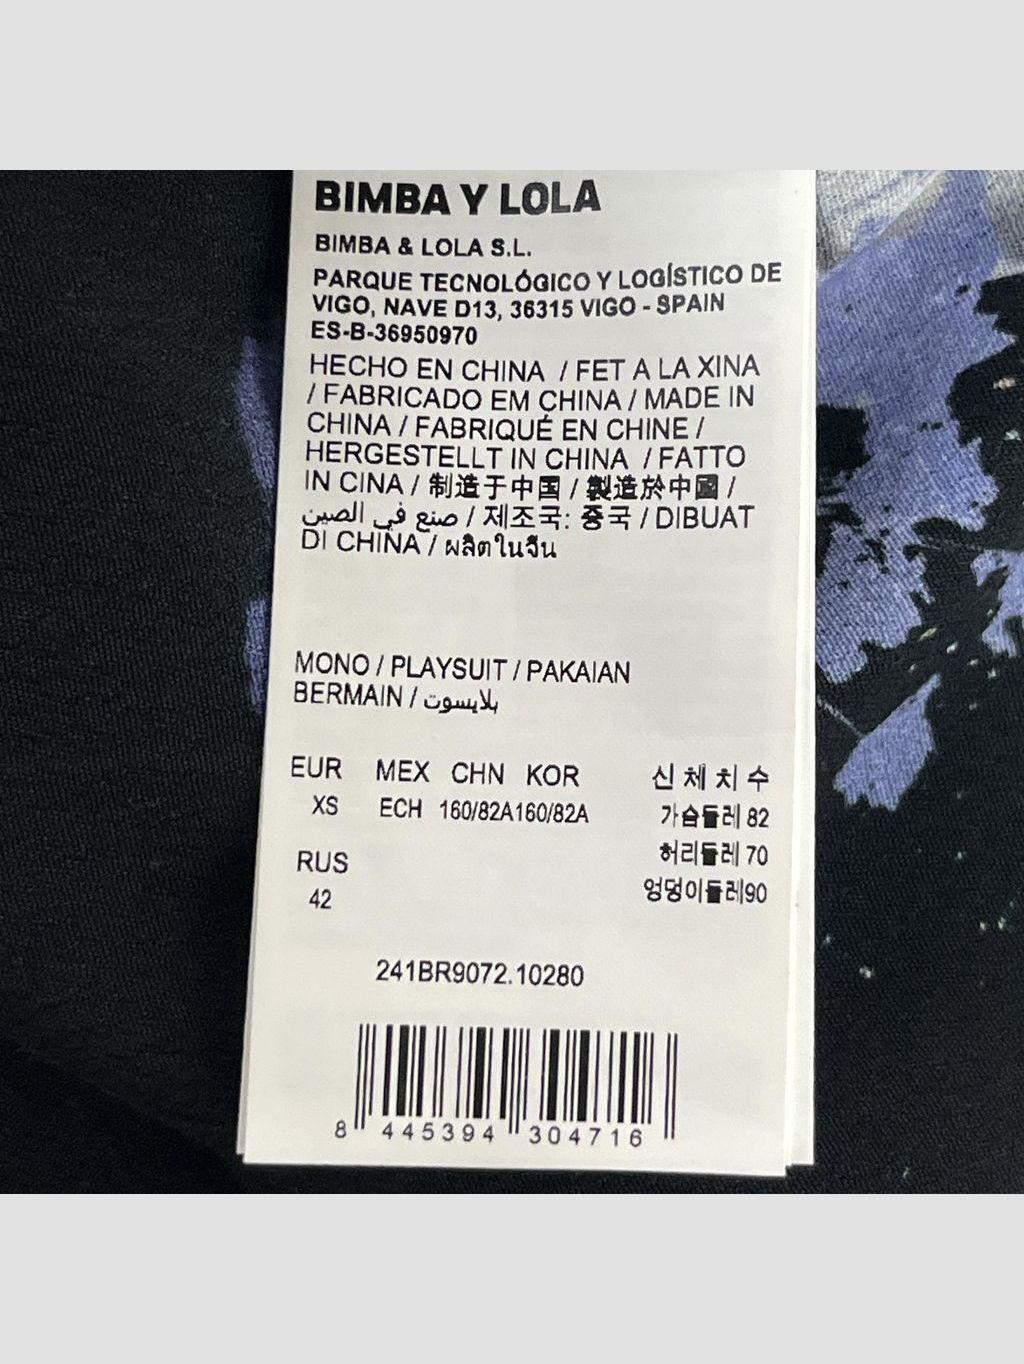 BIMBA Y LOLA
BIMBA & LOLA S.L.
PARQUE TECNOLÓGICO Y LOGÍSTICO DE
VIGO, NAVE D13, 36315 VIGO - SPAIN
ES-B-36950970
HECHO EN CHINA / FET A LA XINA
/ FABRICADO EM CHINA / MADE IN
CHINA / FABRIQUÉ EN CHINE /
HERGESTELLT IN CHINA / FATTO
IN CINA / 制造于中国 / 製造於中國 /
صنع في الصين / 제조국: 중국 / DIBUAT
DI CHINA / ผลิตในจีน
MONO / PLAYSUIT / PAKAIAN
BERMAIN / بلايسوت
EUR MEX CHN KOR 신 체 치 수
XS ECH 160/82A160/82A 가슴둘레 82
허리둘레 70
RUS
엉덩이둘레90
42
241BR9072.10280
8 445394 304716